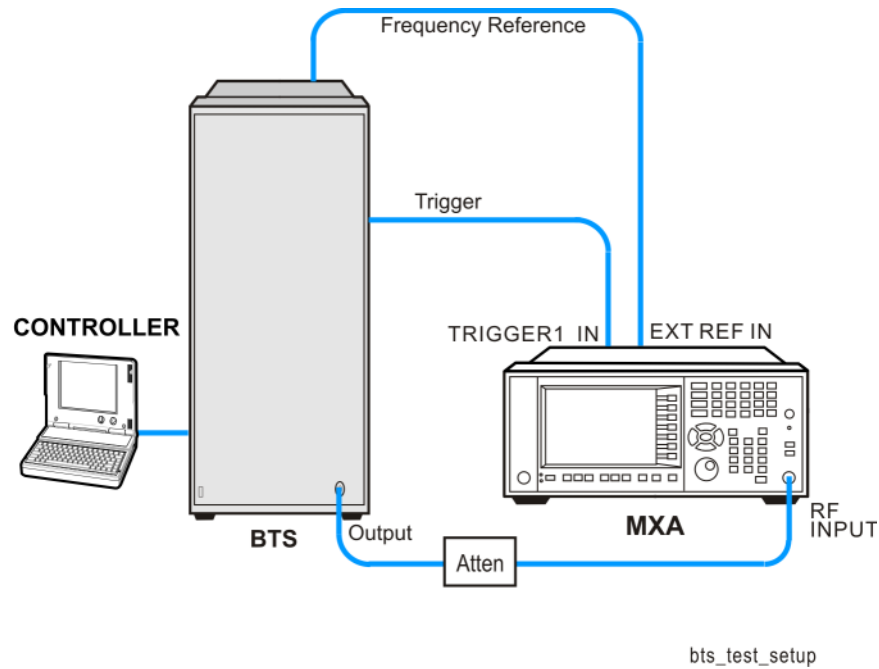 Frequency Reference
Trigger
CONTROLLER
TRIGGER1 IN
EXT REF IN
BTS
Output
Atten
MXA
RF
INPUT
bts_test_setup